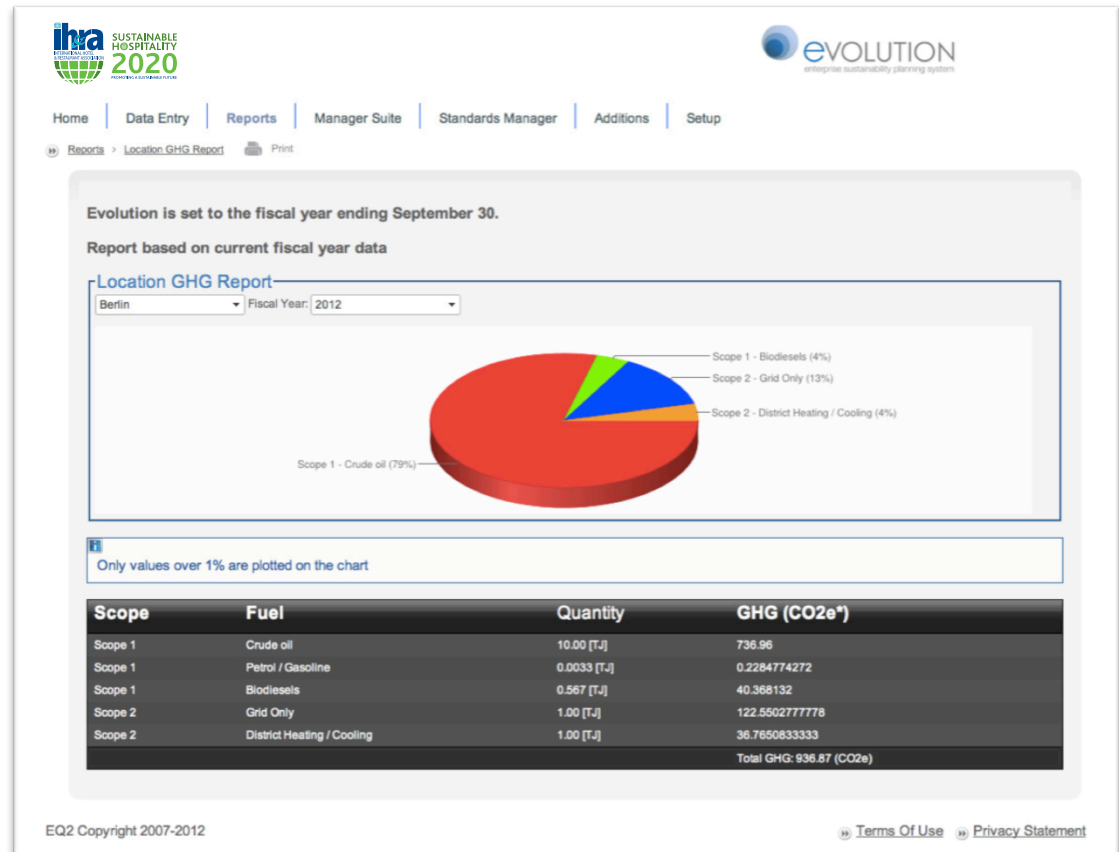 ih&ra
INTERNATIONAL HOTEL
& RESTAURANT ASSOCIATION
SUSTAINABLE
HOSPITALITY
2020
PROMOTING A SUSTAINABLE FUTURE
eVOLUTION
enterprise sustainability planning system
Home Data Entry Reports Manager Suite Standards Manager Additions Setup
Reports > Location GHG Report Print
Evolution is set to the fiscal year ending September 30.
Report based on current fiscal year data
Location GHG Report
Berlin Fiscal Year: 2012
Scope 1 - Biodiesels (4%)
Scope 2 - Grid Only (13%)
Scope 2 - District Heating / Cooling (4%)
Scope 1 - Crude oil (79%)
Only values over 1% are plotted on the chart
Scope Fuel Quantity GHG (CO2e*)
Scope 1 Crude oil 10.00 [TJ] 736.96
Scope 1 Petrol / Gasoline 0.0033 [TJ] 0.2284774272
Scope 1 Biodiesels 0.567 [TJ] 40.368132
Scope 2 Grid Only 1.00 [TJ] 122.5502777778
Scope 2 District Heating / Cooling 1.00 [TJ] 36.7650833333
Total GHG: 936.87 (CO2e)
EQ2 Copyright 2007-2012 Terms Of Use Privacy Statement